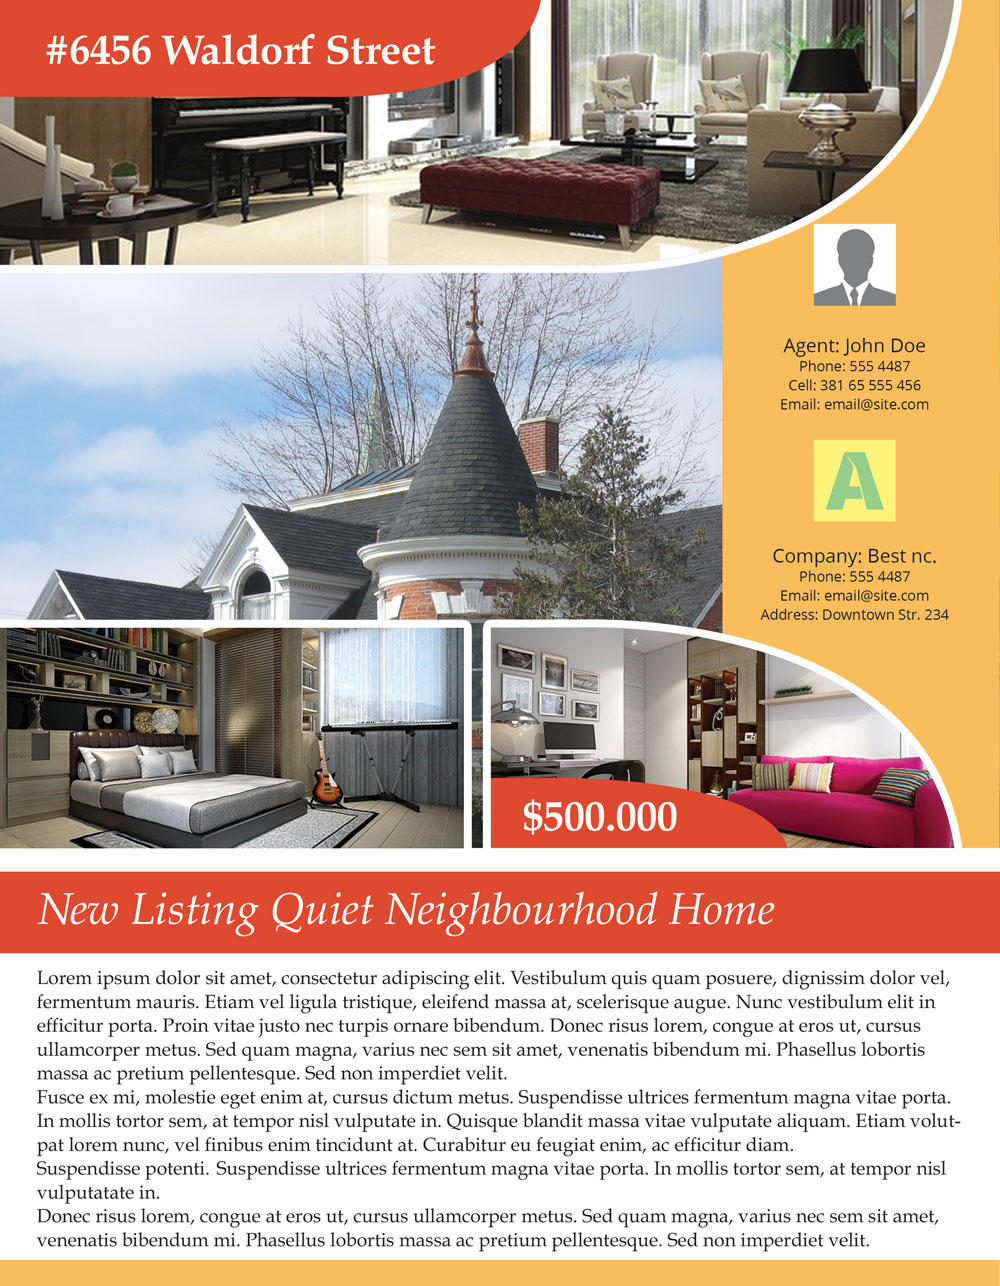 #6456 Waldorf Street
Agent: John Doe
Phone: 555 4487
Cell: 381 65 555 456
Email: email@site.com
A
Company: Best nc.
Phone: 555 4487
Email: email@site.com
Address: Downtown Str. 234
$500.000
New Listing Quiet Neighbourhood Home
Lorem ipsum dolor sit amet, consectetur adipiscing elit. Vestibulum quis quam posuere, dignissim dolor vel,
fermentum mauris. Etiam vel ligula tristique, eleifend massa at, scelerisque augue. Nunc vestibulum elit in
efficitur porta. Proin vitae justo nec turpis ornare bibendum. Donec risus lorem, congue at eros ut, cursus
ullamcorper metus. Sed quam magna, varius nec sem sit amet, venenatis bibendum mi. Phasellus lobortis
massa ac pretium pellentesque. Sed non imperdiet velit.
Fusce ex mi, molestie eget enim at, cursus dictum metus. Suspendisse ultrices fermentum magna vitae porta.
In mollis tortor sem, at tempor nisl vulputate in. Quisque blandit massa vitae vulputate aliquam. Etiam volut-
pat lorem nunc, vel finibus enim tincidunt at. Curabitur eu feugiat enim, ac efficitur diam.
Suspendisse potenti. Suspendisse ultrices fermentum magna vitae porta. In mollis tortor sem, at tempor nisl
vulputatate in.
Donec risus lorem, congue at eros ut, cursus ullamcorper metus. Sed quam magna, varius nec sem sit amet,
venenatis bibendum mi. Phasellus lobortis massa ac pretium pellentesque. Sed non imperdiet velit.